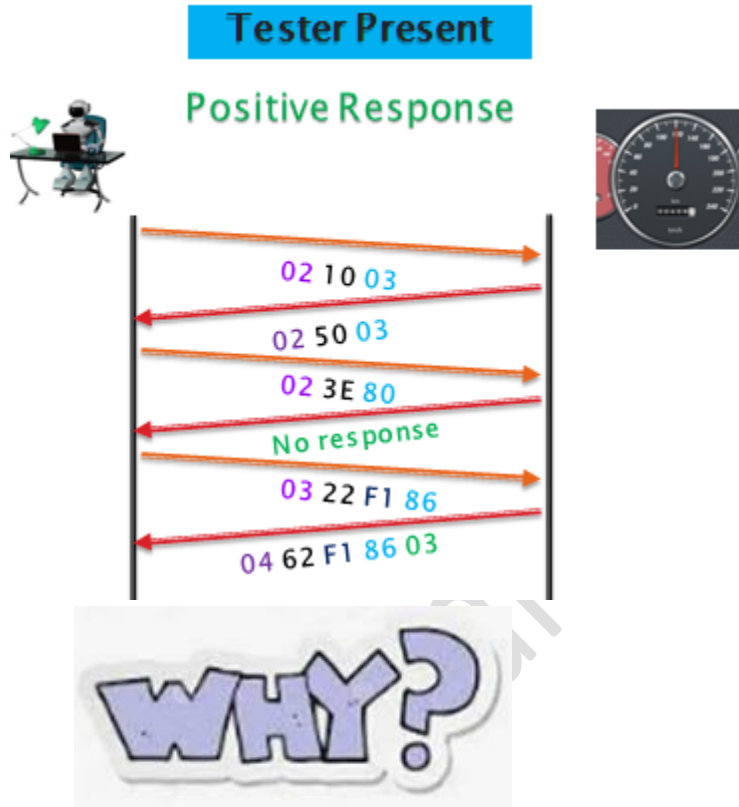 Tester Present
Positive Response
02 10 03
02 50 03
02 3E 80
No response
03 22 F1 86
04 62 F1 86 03
WHY?